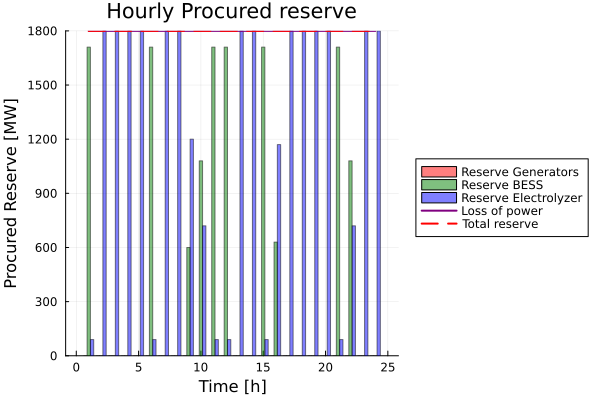 Hourly Procured reserve
Procured Reserve [MW]
1800
1500
1200
900
600
300
0
0 5 10 15 20 25
Time [h]
Reserve Generators
Reserve BESS
Reserve Electrolyzer
Loss of power
Total reserve